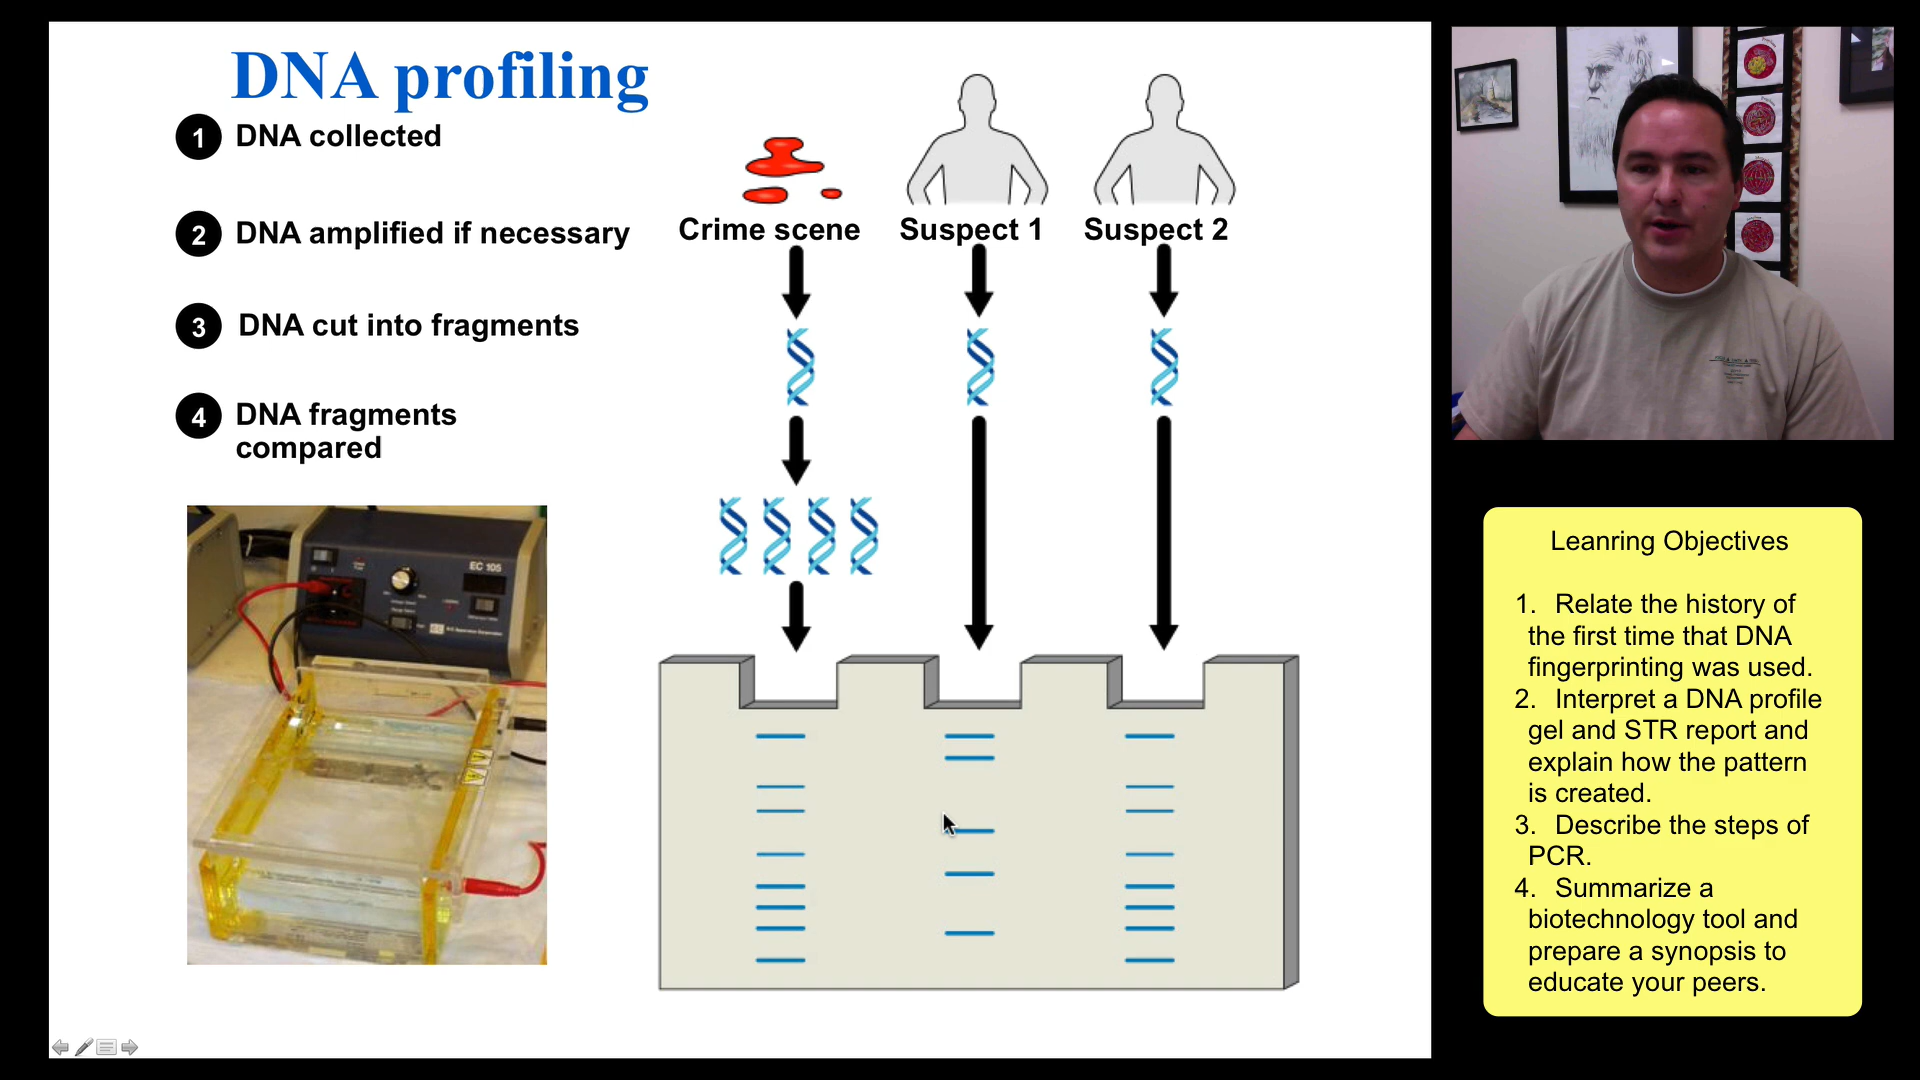 DNA profiling
1 DNA collected
2 DNA amplified if necessary
3 DNA cut into fragments
4 DNA fragments
compared
Crime scene
Suspect 1
Suspect 2
EC 105
Leanring Objectives
1. Relate the history of
the first time that DNA
fingerprinting was used.
2. Interpret a DNA profile
gel and STR report and
explain how the pattern
is created.
3. Describe the steps of
PCR.
4. Summarize a
biotechnology tool and
prepare a synopsis to
educate your peers.